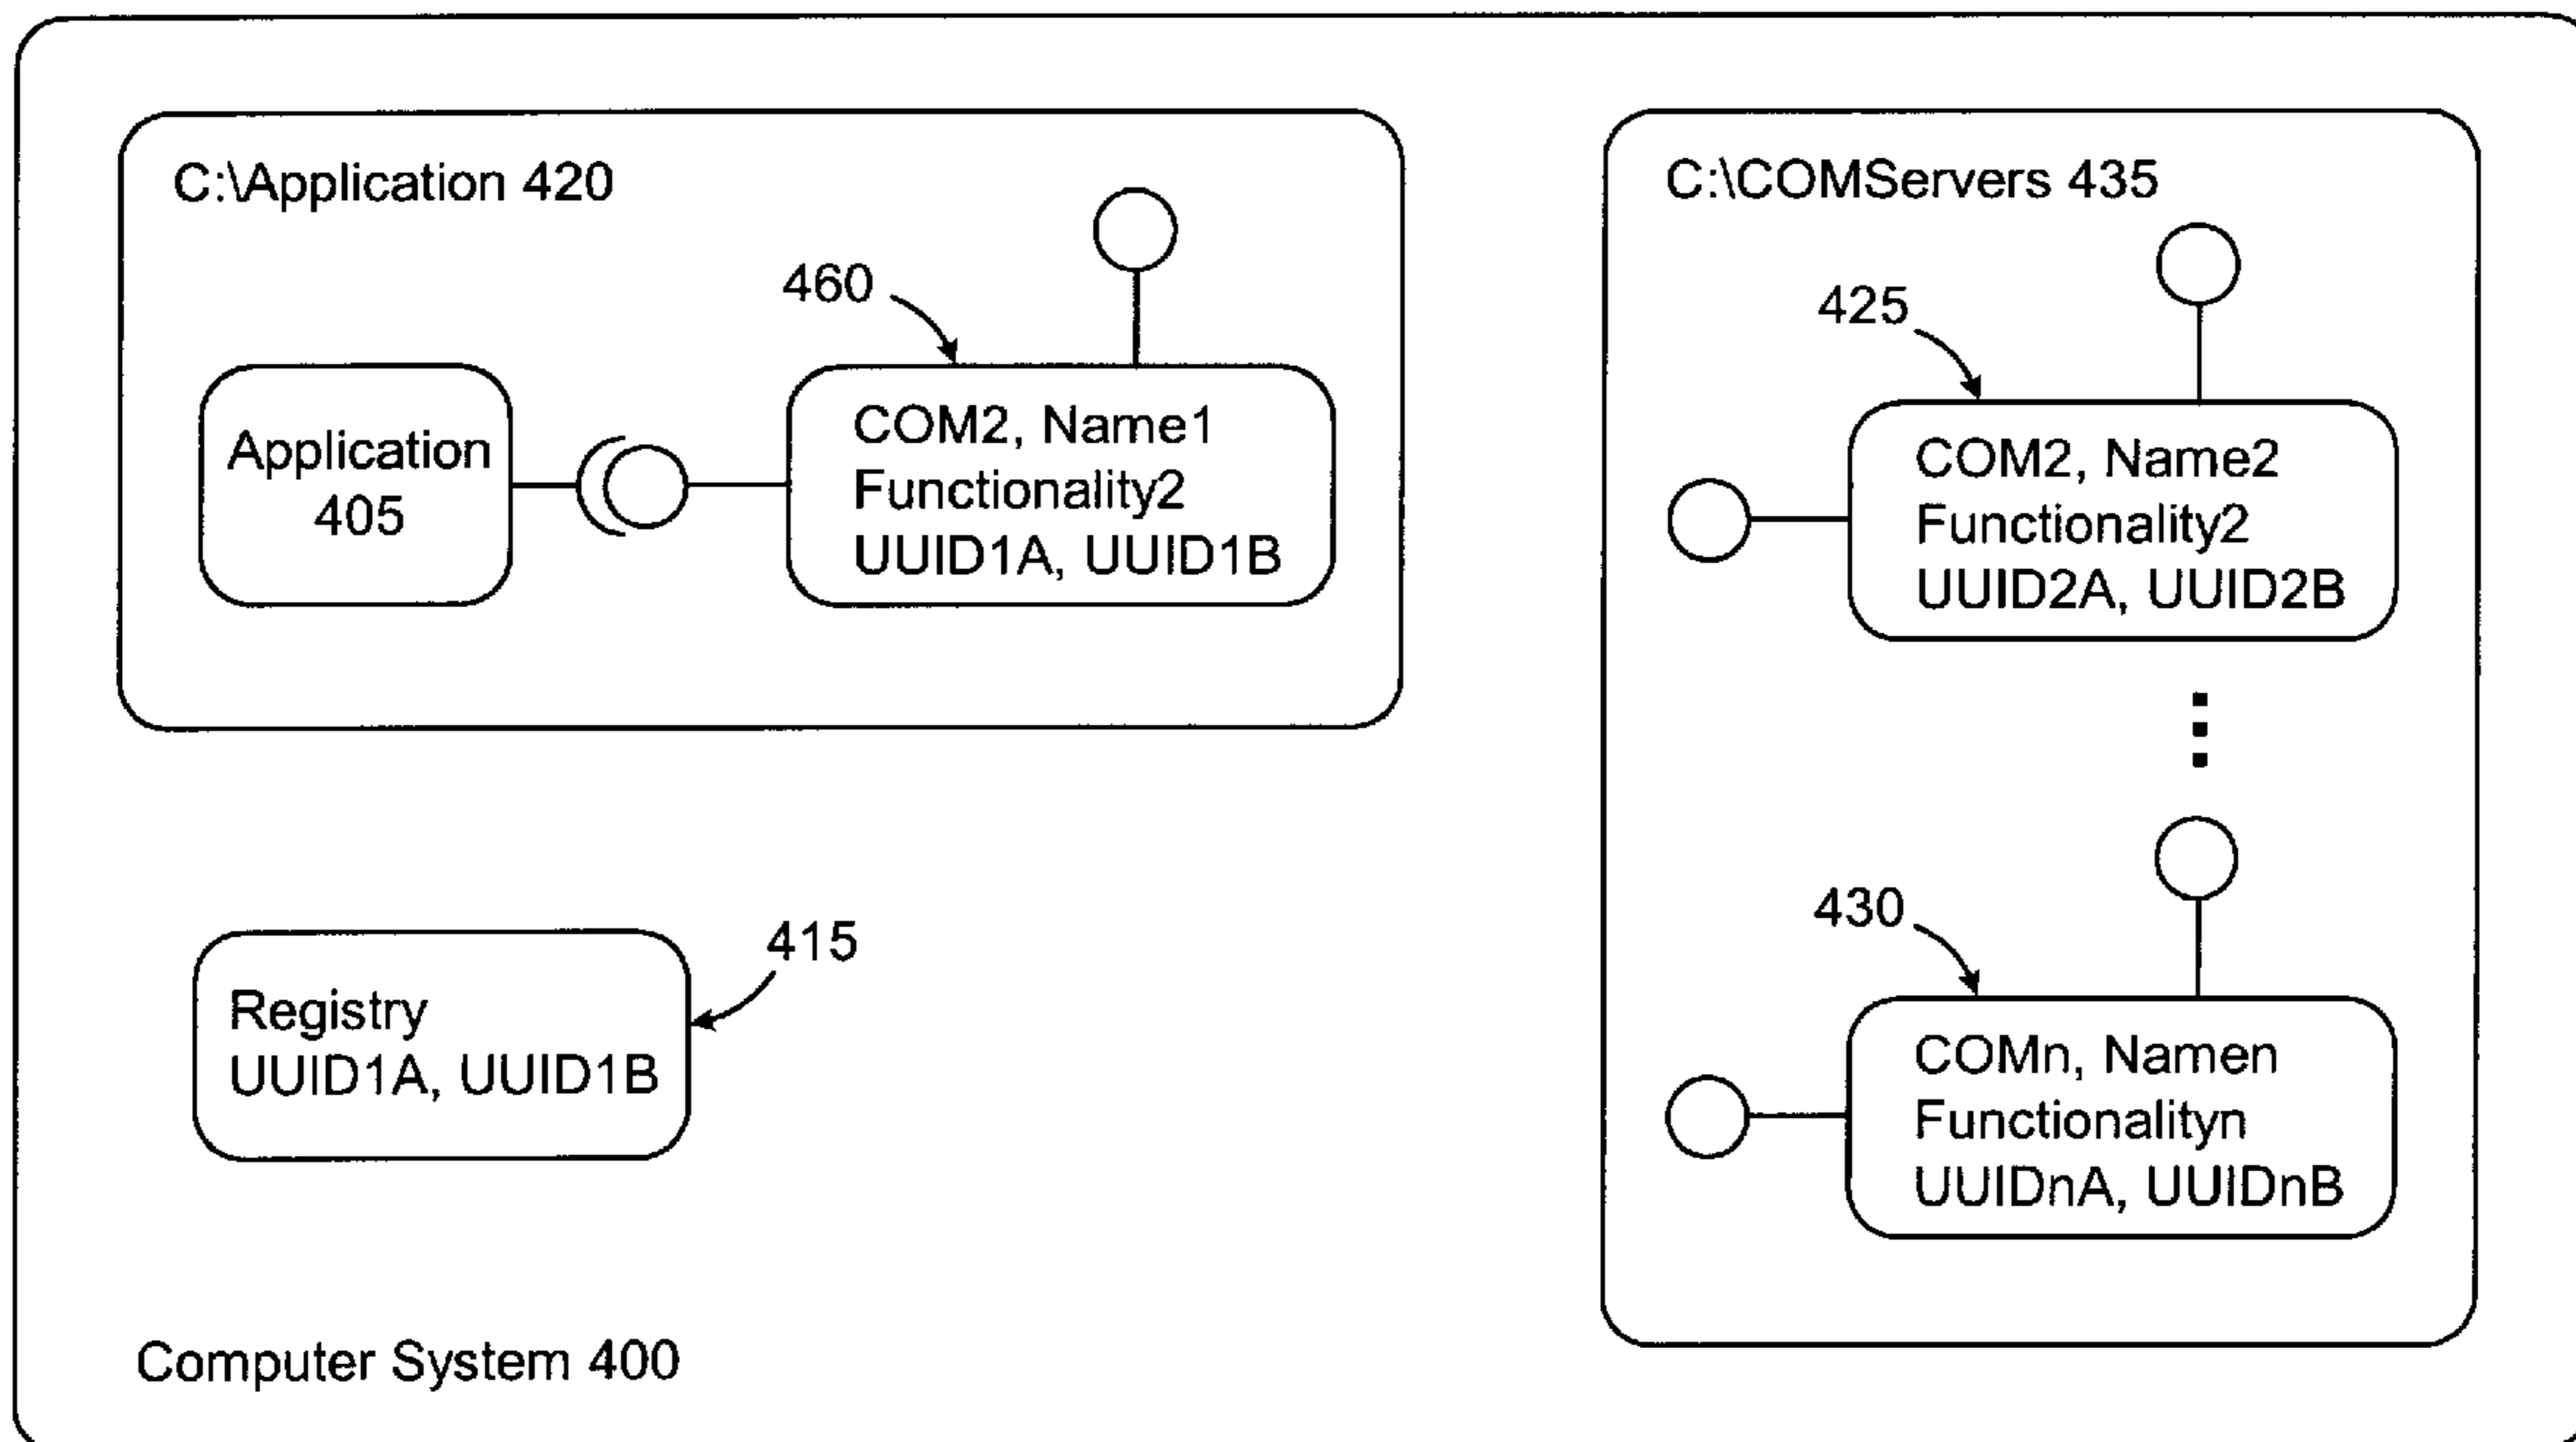 C:\Application 420
460
Application
405
COM2, Name1
Functionality2
UUID1A, UUID1B
C:\COMServers 435
425
COM2, Name2
Functionality2
UUID2A, UUID2B
430
COMn, Namen
Functionalityn
UUIDnA, UUIDnB
415
Registry
UUID1A, UUID1B
Computer System 400